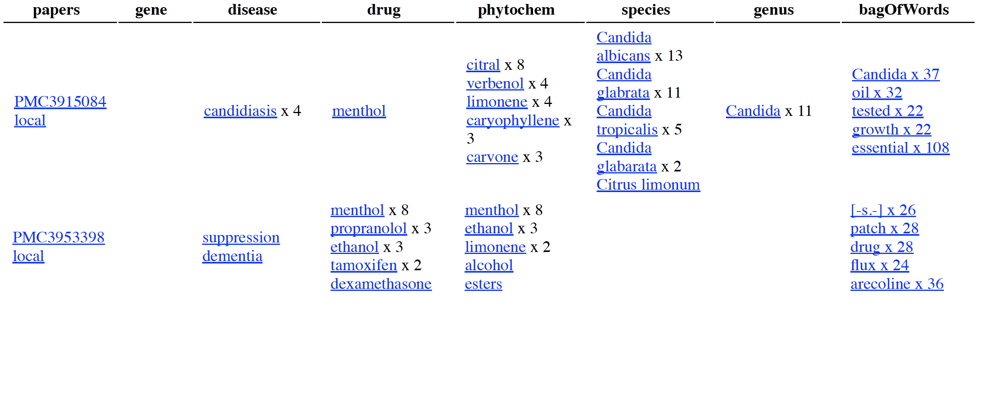 papers gene disease drug phytochem species genus bagOfWords
PMC3915084
local
candidiasis x 4
menthol
citral x 8
verbenol x 4
limonene x 4
caryophyllene x
3
carvone x 3
Candida
albicans x 13
Candida
glabrata x 11
Candida
tropicalis x 5
Candida
glabarata x 2
Citrus limonum
Candida x 11
Candida x 37
oil x 32
tested x 22
growth x 22
essential x 108
PMC3953398
local
suppression
dementia
menthol x 8
propranolol x 3
ethanol x 3
tamoxifen x 2
dexamethasone
menthol x 8
ethanol x 3
limonene x 2
alcohol
esters
[-s.-] x 26
patch x 28
drug x 28
flux x 24
arecoline x 36